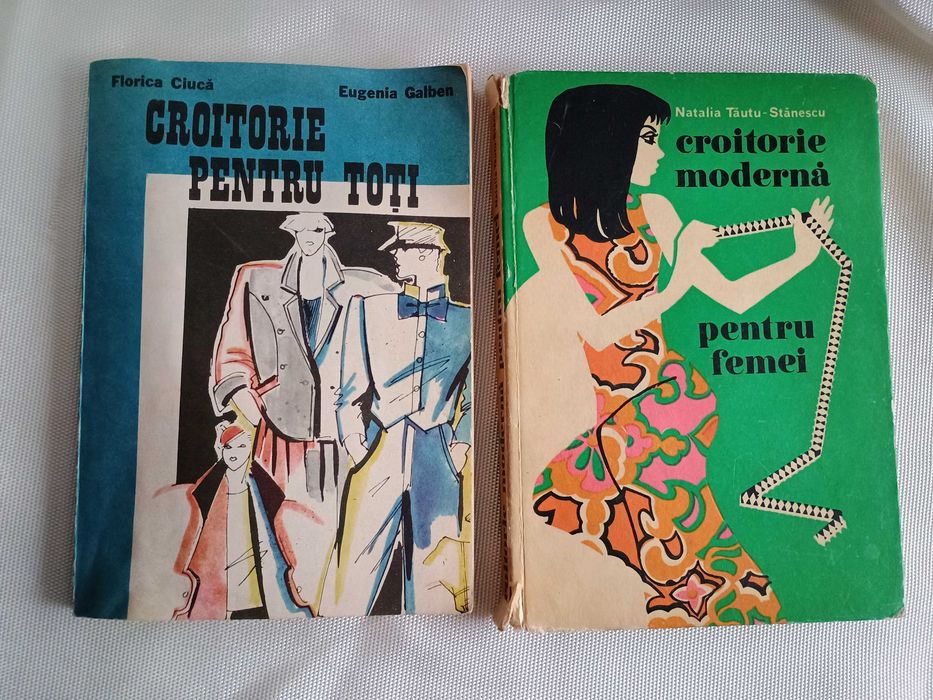 Florica Ciucă
Eugenia Galben
CROITORIE
PENTRU TOȚI
Natalia Tăutu-Stănescu
croitorie
modernă
pentru
femei